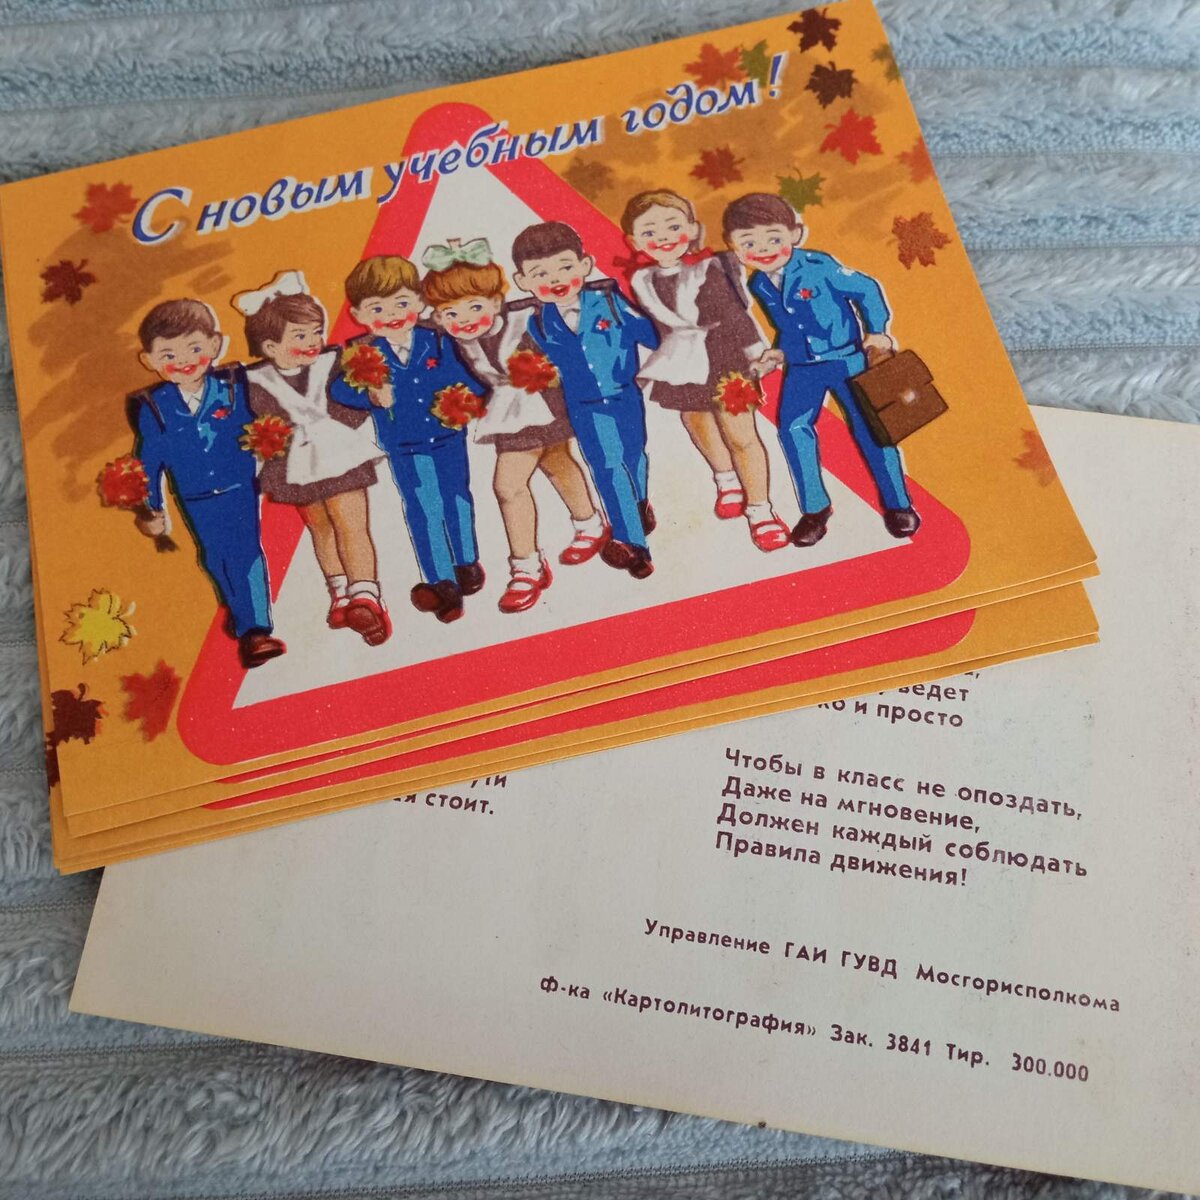 С новым учебным годом!
ведет
и просто
стоит.
Чтобы в класс не опоздать,
Даже на мгновение,
Должен каждый соблюдать
Правила движения!
Управление ГАИ ГУВД Мосгорисполкома
Ф-ка «Картолитография» Зак. 3841 Тир. 300.000